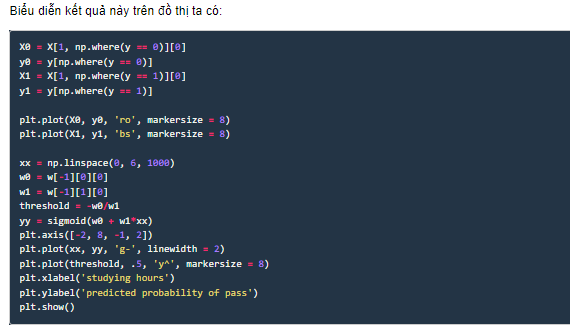 Biểu diễn kết quả này trên đồ thị ta có:
X0 = X[1, np.where(y == 0)][0]
y0 = y[np.where(y == 0)]
X1 = X[1, np.where(y == 1)][0]
y1 = y[np.where(y == 1)]
plt.plot(X0, y0, 'ro', markersize = 8)
plt.plot(X1, y1, 'bs', markersize = 8)
xx = np.linspace(0, 6, 1000)
w0 = w[-1][0][0]
w1 = w[-1][1][0]
threshold = -w0/w1
yy = sigmoid(w0 + w1*xx)
plt.axis([-2, 8, -1, 2])
plt.plot(xx, yy, 'g-', linewidth = 2)
plt.plot(threshold, .5, 'y^', markersize = 8)
plt.xlabel('studying hours')
plt.ylabel('predicted probability of pass')
plt.show()